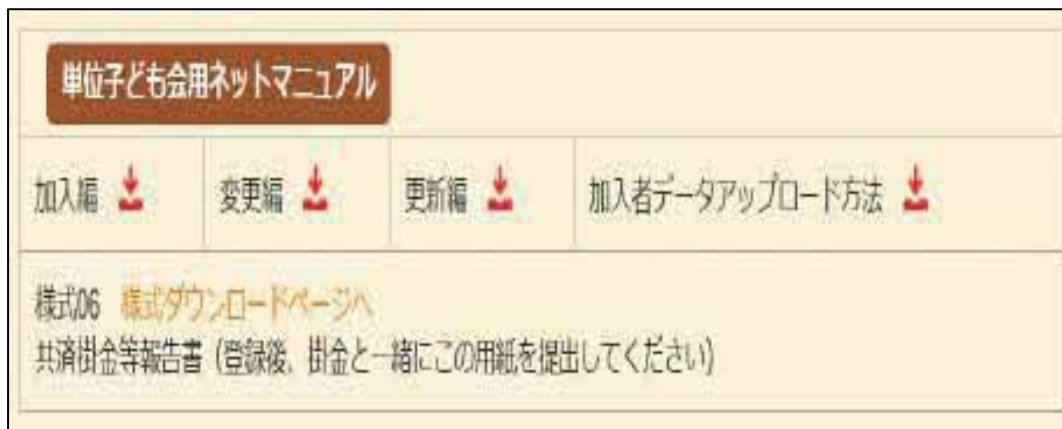 単位子ども会用ネットマニュアル
加入編 変更編 更新編 加入者データアップロード方法
様式06 様式ダウンロードページへ
共済掛金等報告書（登録後、掛金と一緒にこの用紙を提出してください）